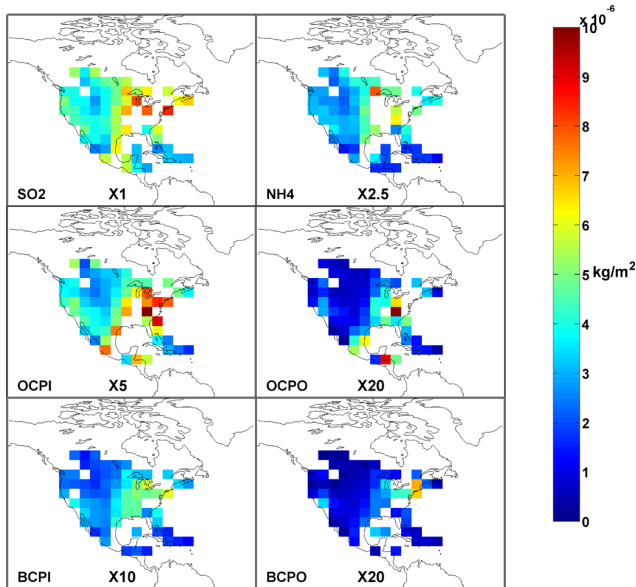 x 10^-6
10
9
8
7
6
5 kg/m²
4
3
2
1
0
SO2 X1
NH4 X2.5
OCPI X5
OCPO X20
BCPI X10
BCPO X20